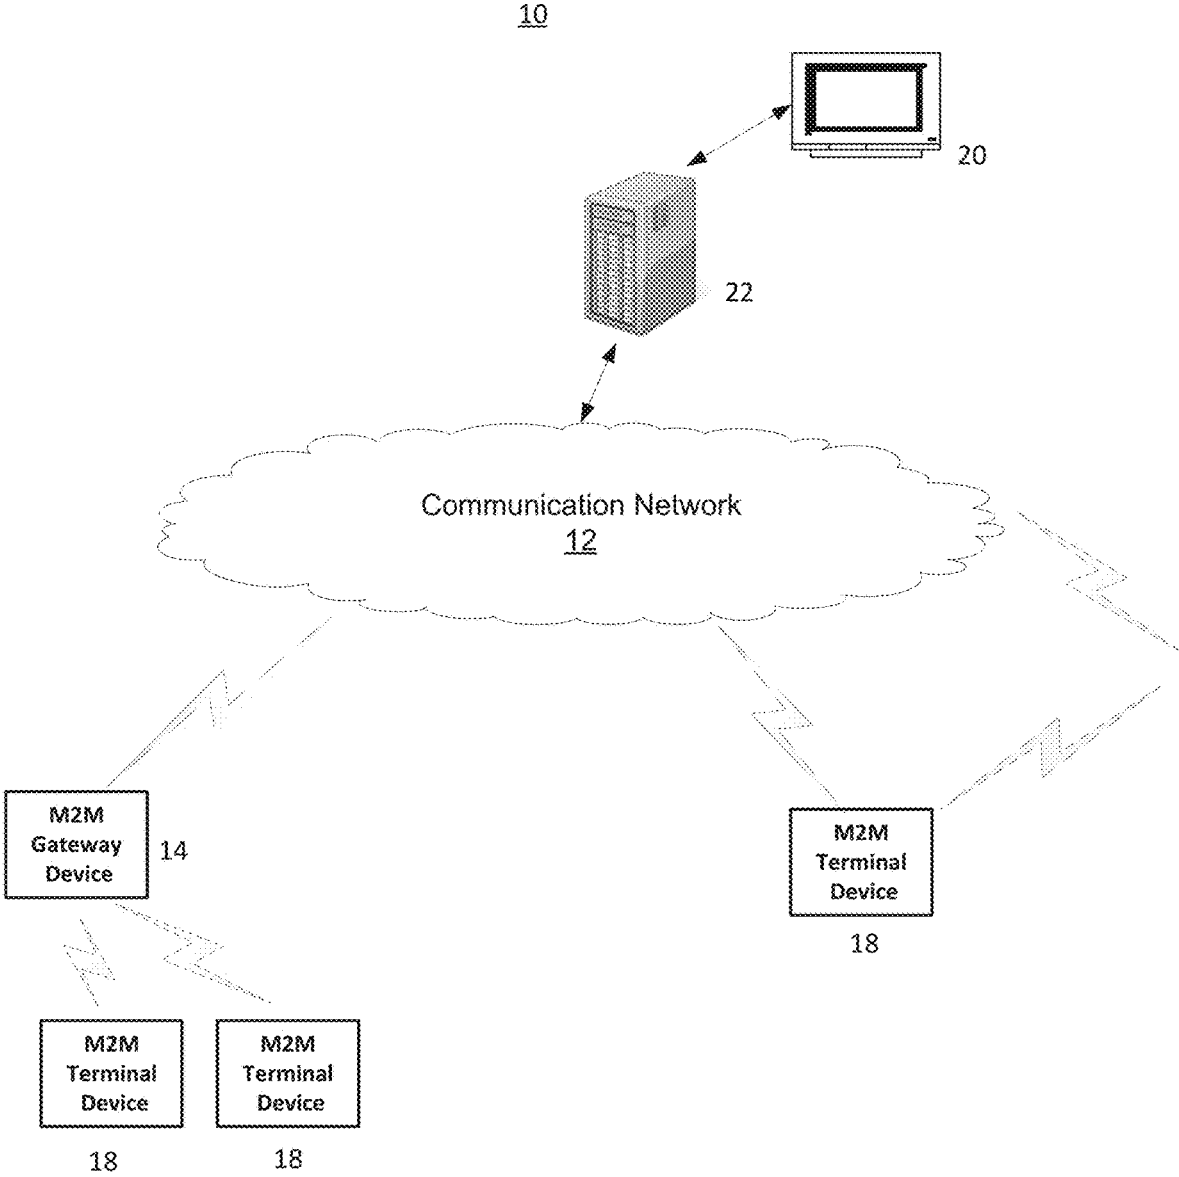 10
20
22
Communication Network
12
M2M
Gateway
Device
14
M2M
Terminal
Device
18
M2M
Terminal
Device
18
M2M
Terminal
Device
18